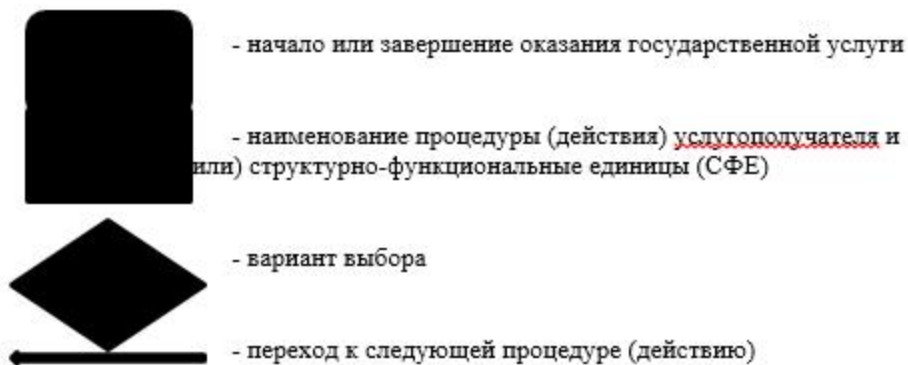 - начало или завершение оказания государственной услуги
- наименование процедуры (действия) услугополучателя и
или) структурно-функциональные единицы (СФЕ)
- вариант выбора
- переход к следующей процедуре (действию)